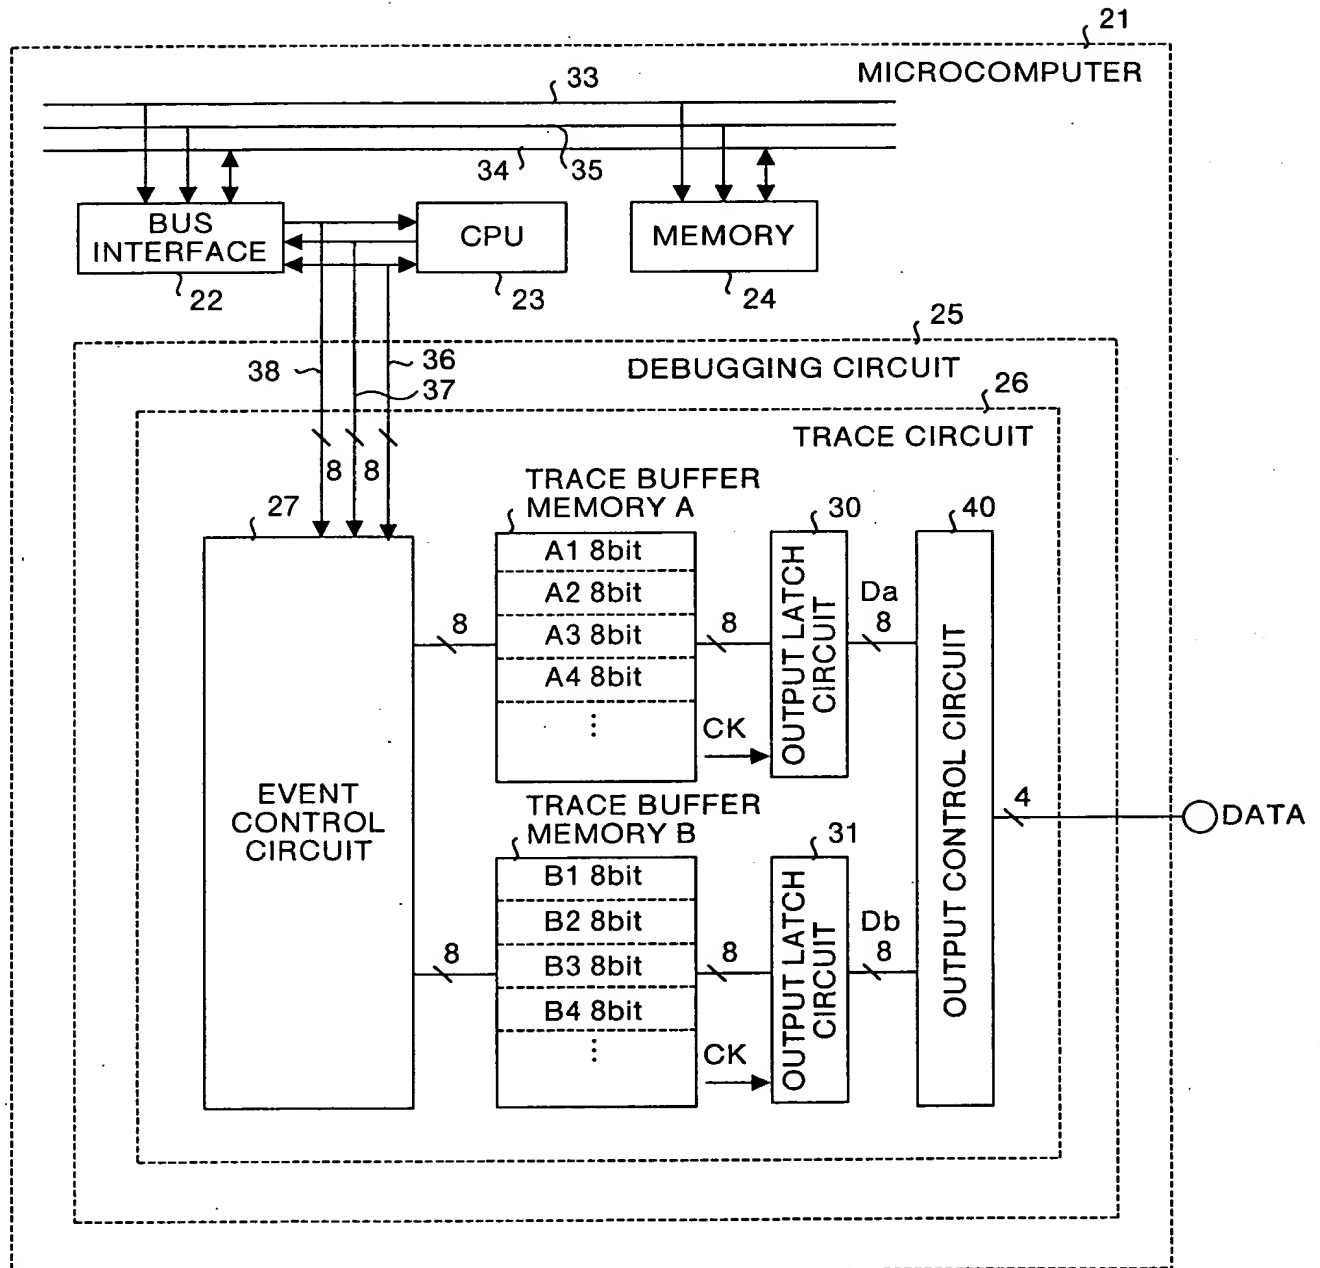 21
MICROCOMPUTER
33
34
35
BUS
INTERFACE
CPU
MEMORY
22
23
24
25
38
36
37
DEBUGGING CIRCUIT
26
TRACE CIRCUIT
8
8
27
TRACE BUFFER
MEMORY A
30
40
A1 8bit
A2 8bit
A3 8bit
A4 8bit
⋮
8
8
CK
OUTPUT LATCH
CIRCUIT
Da
8
OUTPUT CONTROL CIRCUIT
EVENT
CONTROL
CIRCUIT
4
DATA
TRACE BUFFER
MEMORY B
31
B1 8bit
B2 8bit
B3 8bit
B4 8bit
⋮
8
8
CK
OUTPUT LATCH
CIRCUIT
Db
8